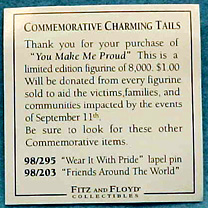 COMMEMORATIVE CHARMING TAILS
Thank you for your purchase of
"You Make Me Proud" This is a
limited edition figurine of 8,000. $1.00
Will be donated from every figurine
sold to aid the victims,families, and
communities impacted by the events
of September 11th.
Be sure to look for these other
Commemorative items.
98/295 "Wear It With Pride" lapel pin
98/203 "Friends Around The World"
FITZ AND FLOYD
COLLECTIBLES